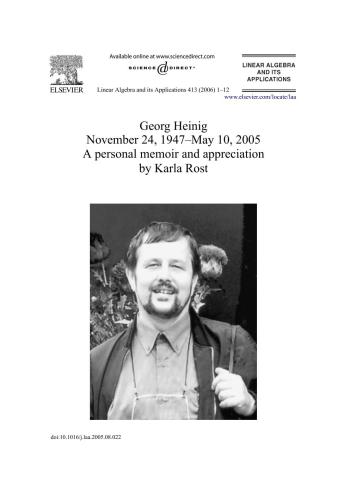 Available online at www.sciencedirect.com
SCIENCE DIRECT®
ELSEVIER
Linear Algebra and its Applications 413 (2006) 1–12
LINEAR ALGEBRA
AND ITS
APPLICATIONS
www.elsevier.com/locate/laa
Georg Heinig
November 24, 1947–May 10, 2005
A personal memoir and appreciation
by Karla Rost
doi:10.1016/j.laa.2005.08.022